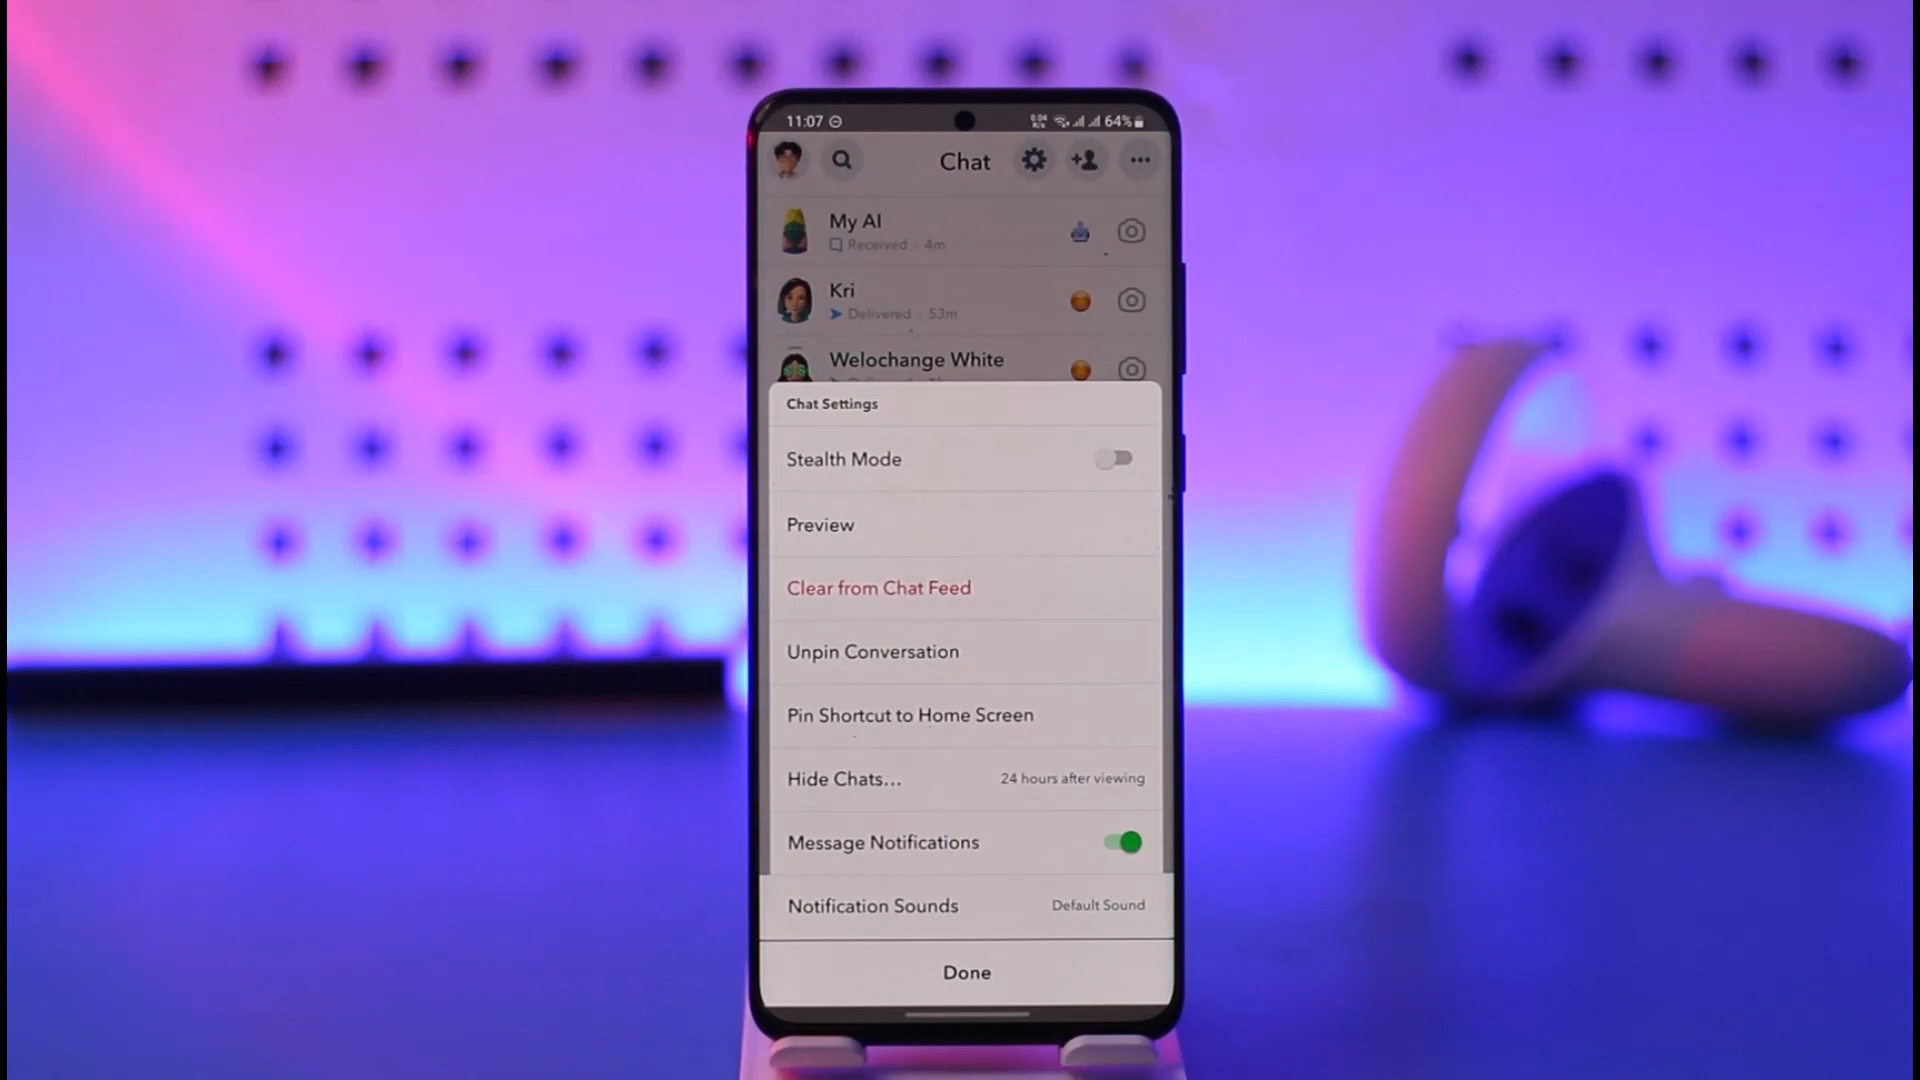 11:07
64%
Chat
My AI
Received · 4m
Kri
Delivered · 53m
Welochange White
Chat Settings
Stealth Mode
Preview
Clear from Chat Feed
Unpin Conversation
Pin Shortcut to Home Screen
Hide Chats... 24 hours after viewing
Message Notifications
Notification Sounds Default Sound
Done